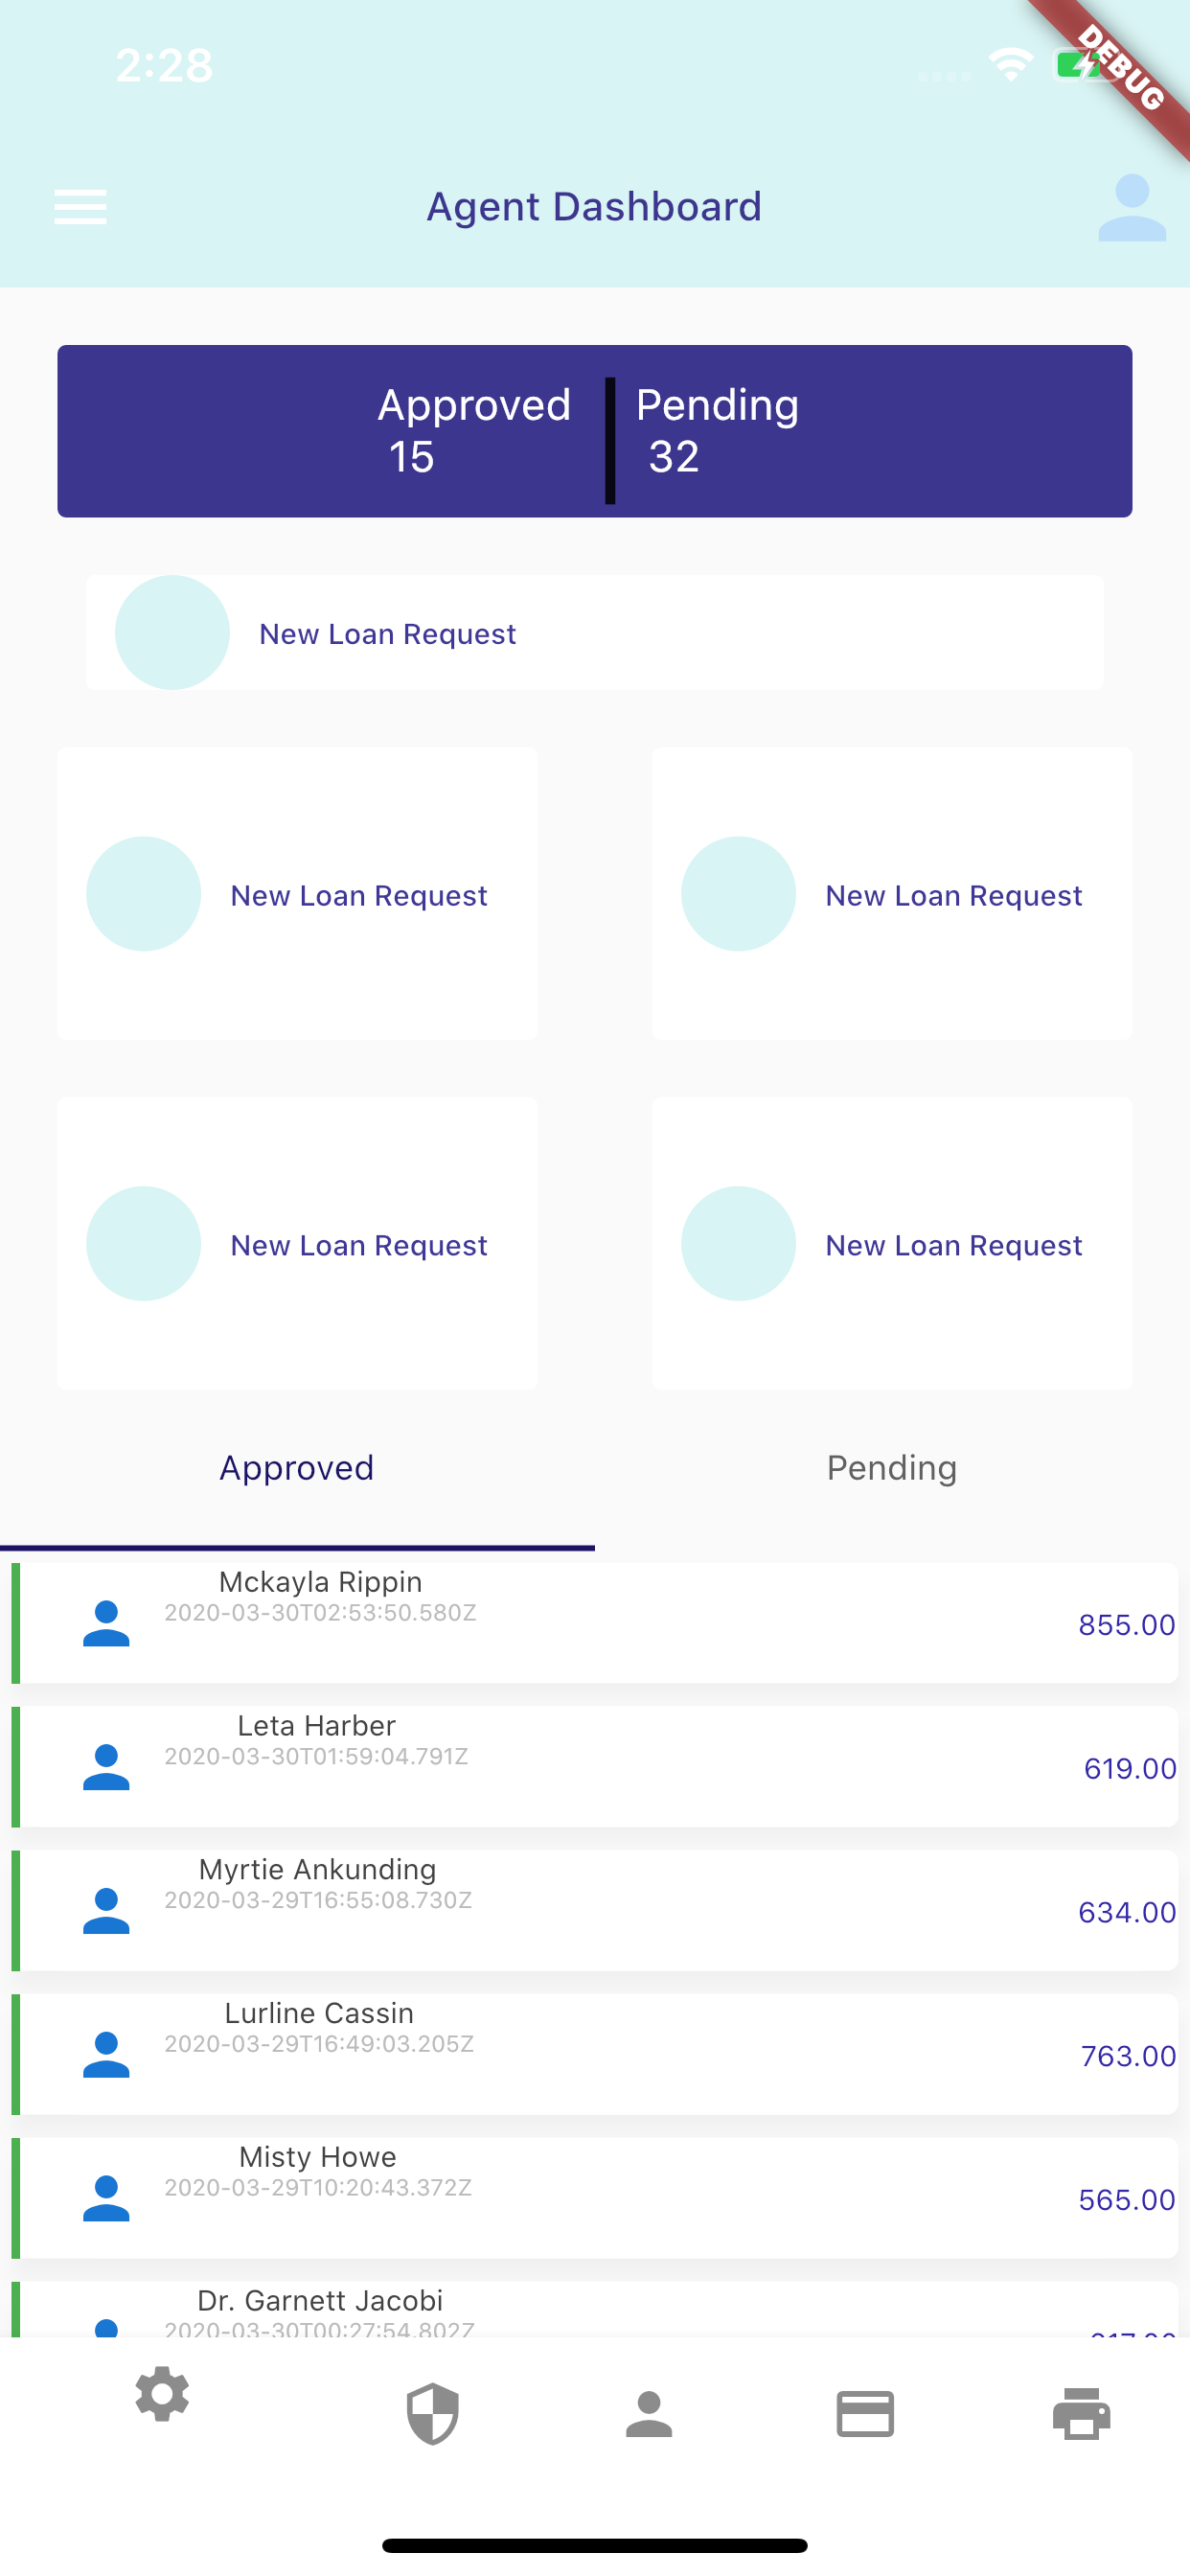 2:28
DEBUG
Agent Dashboard
Approved Pending
15 32
New Loan Request
New Loan Request New Loan Request
New Loan Request New Loan Request
Approved Pending
Mckayla Rippin
2020-03-30T02:53:50.580Z
855.00
Leta Harber
2020-03-30T01:59:04.791Z
619.00
Myrtie Ankunding
2020-03-29T16:55:08.730Z
634.00
Lurline Cassin
2020-03-29T16:49:03.205Z
763.00
Misty Howe
2020-03-29T10:20:43.372Z
565.00
Dr. Garnett Jacobi
2020-03-30T00:27:54.802Z